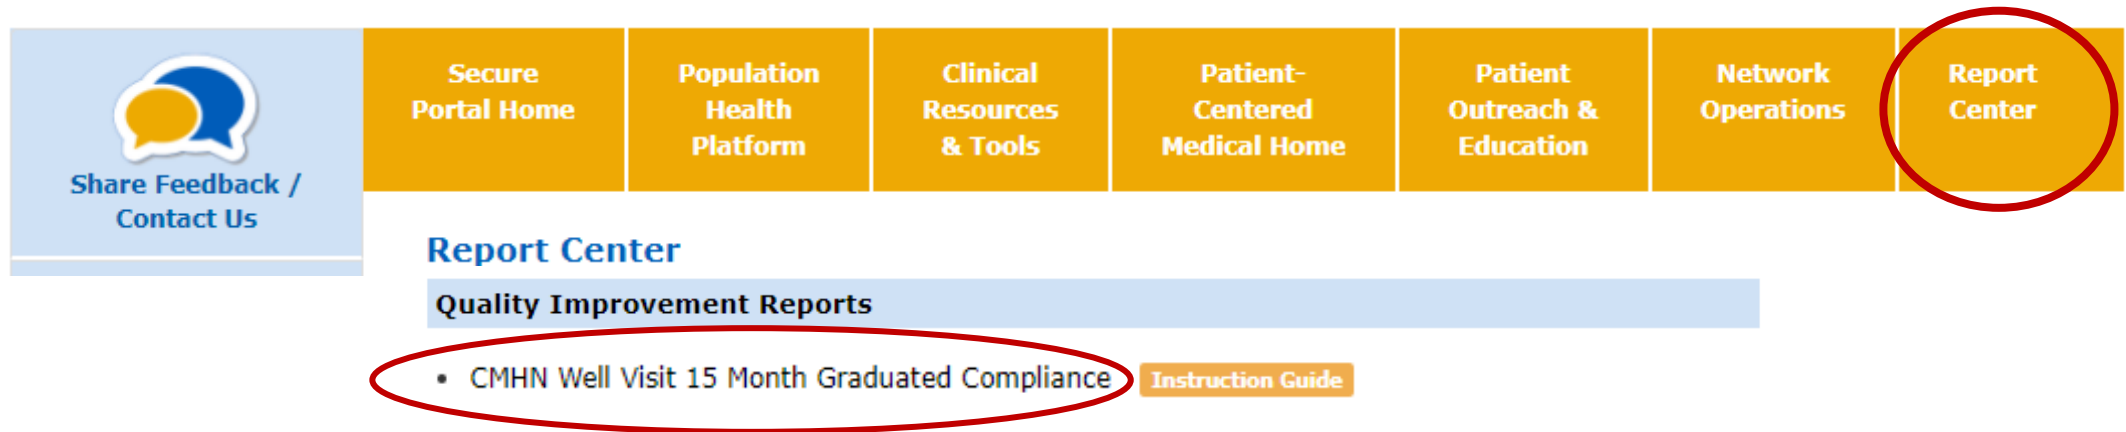 Share Feedback /
Contact Us
Secure
Portal Home
Population
Health
Platform
Clinical
Resources
& Tools
Patient-
Centered
Medical Home
Patient
Outreach &
Education
Network
Operations
Report
Center
Report Center
Quality Improvement Reports
• CMHN Well Visit 15 Month Graduated Compliance Instruction Guide